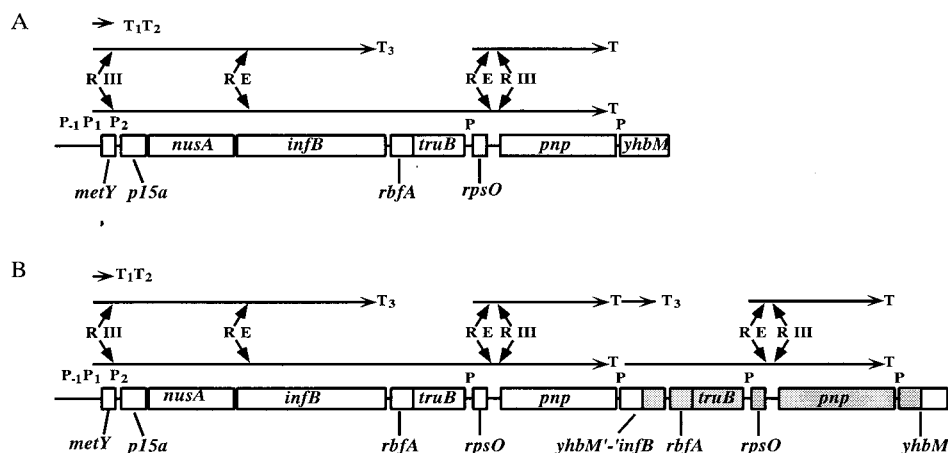 A
T₁T₂
T₃ T
R III R E R E R III
T
P₋₁ P₁ P₂ P P
nusA infB truB pnp yhbM
metY p15a rbfA rpsO
B
T₁T₂
T₃ T T₃ T
R III R E R E R III R E R III
T T
P₋₁ P₁ P₂ P P P P
nusA infB truB pnp truB pnp
metY p15a rbfA rpsO yhbM'-'infB rbfA rpsO yhbM